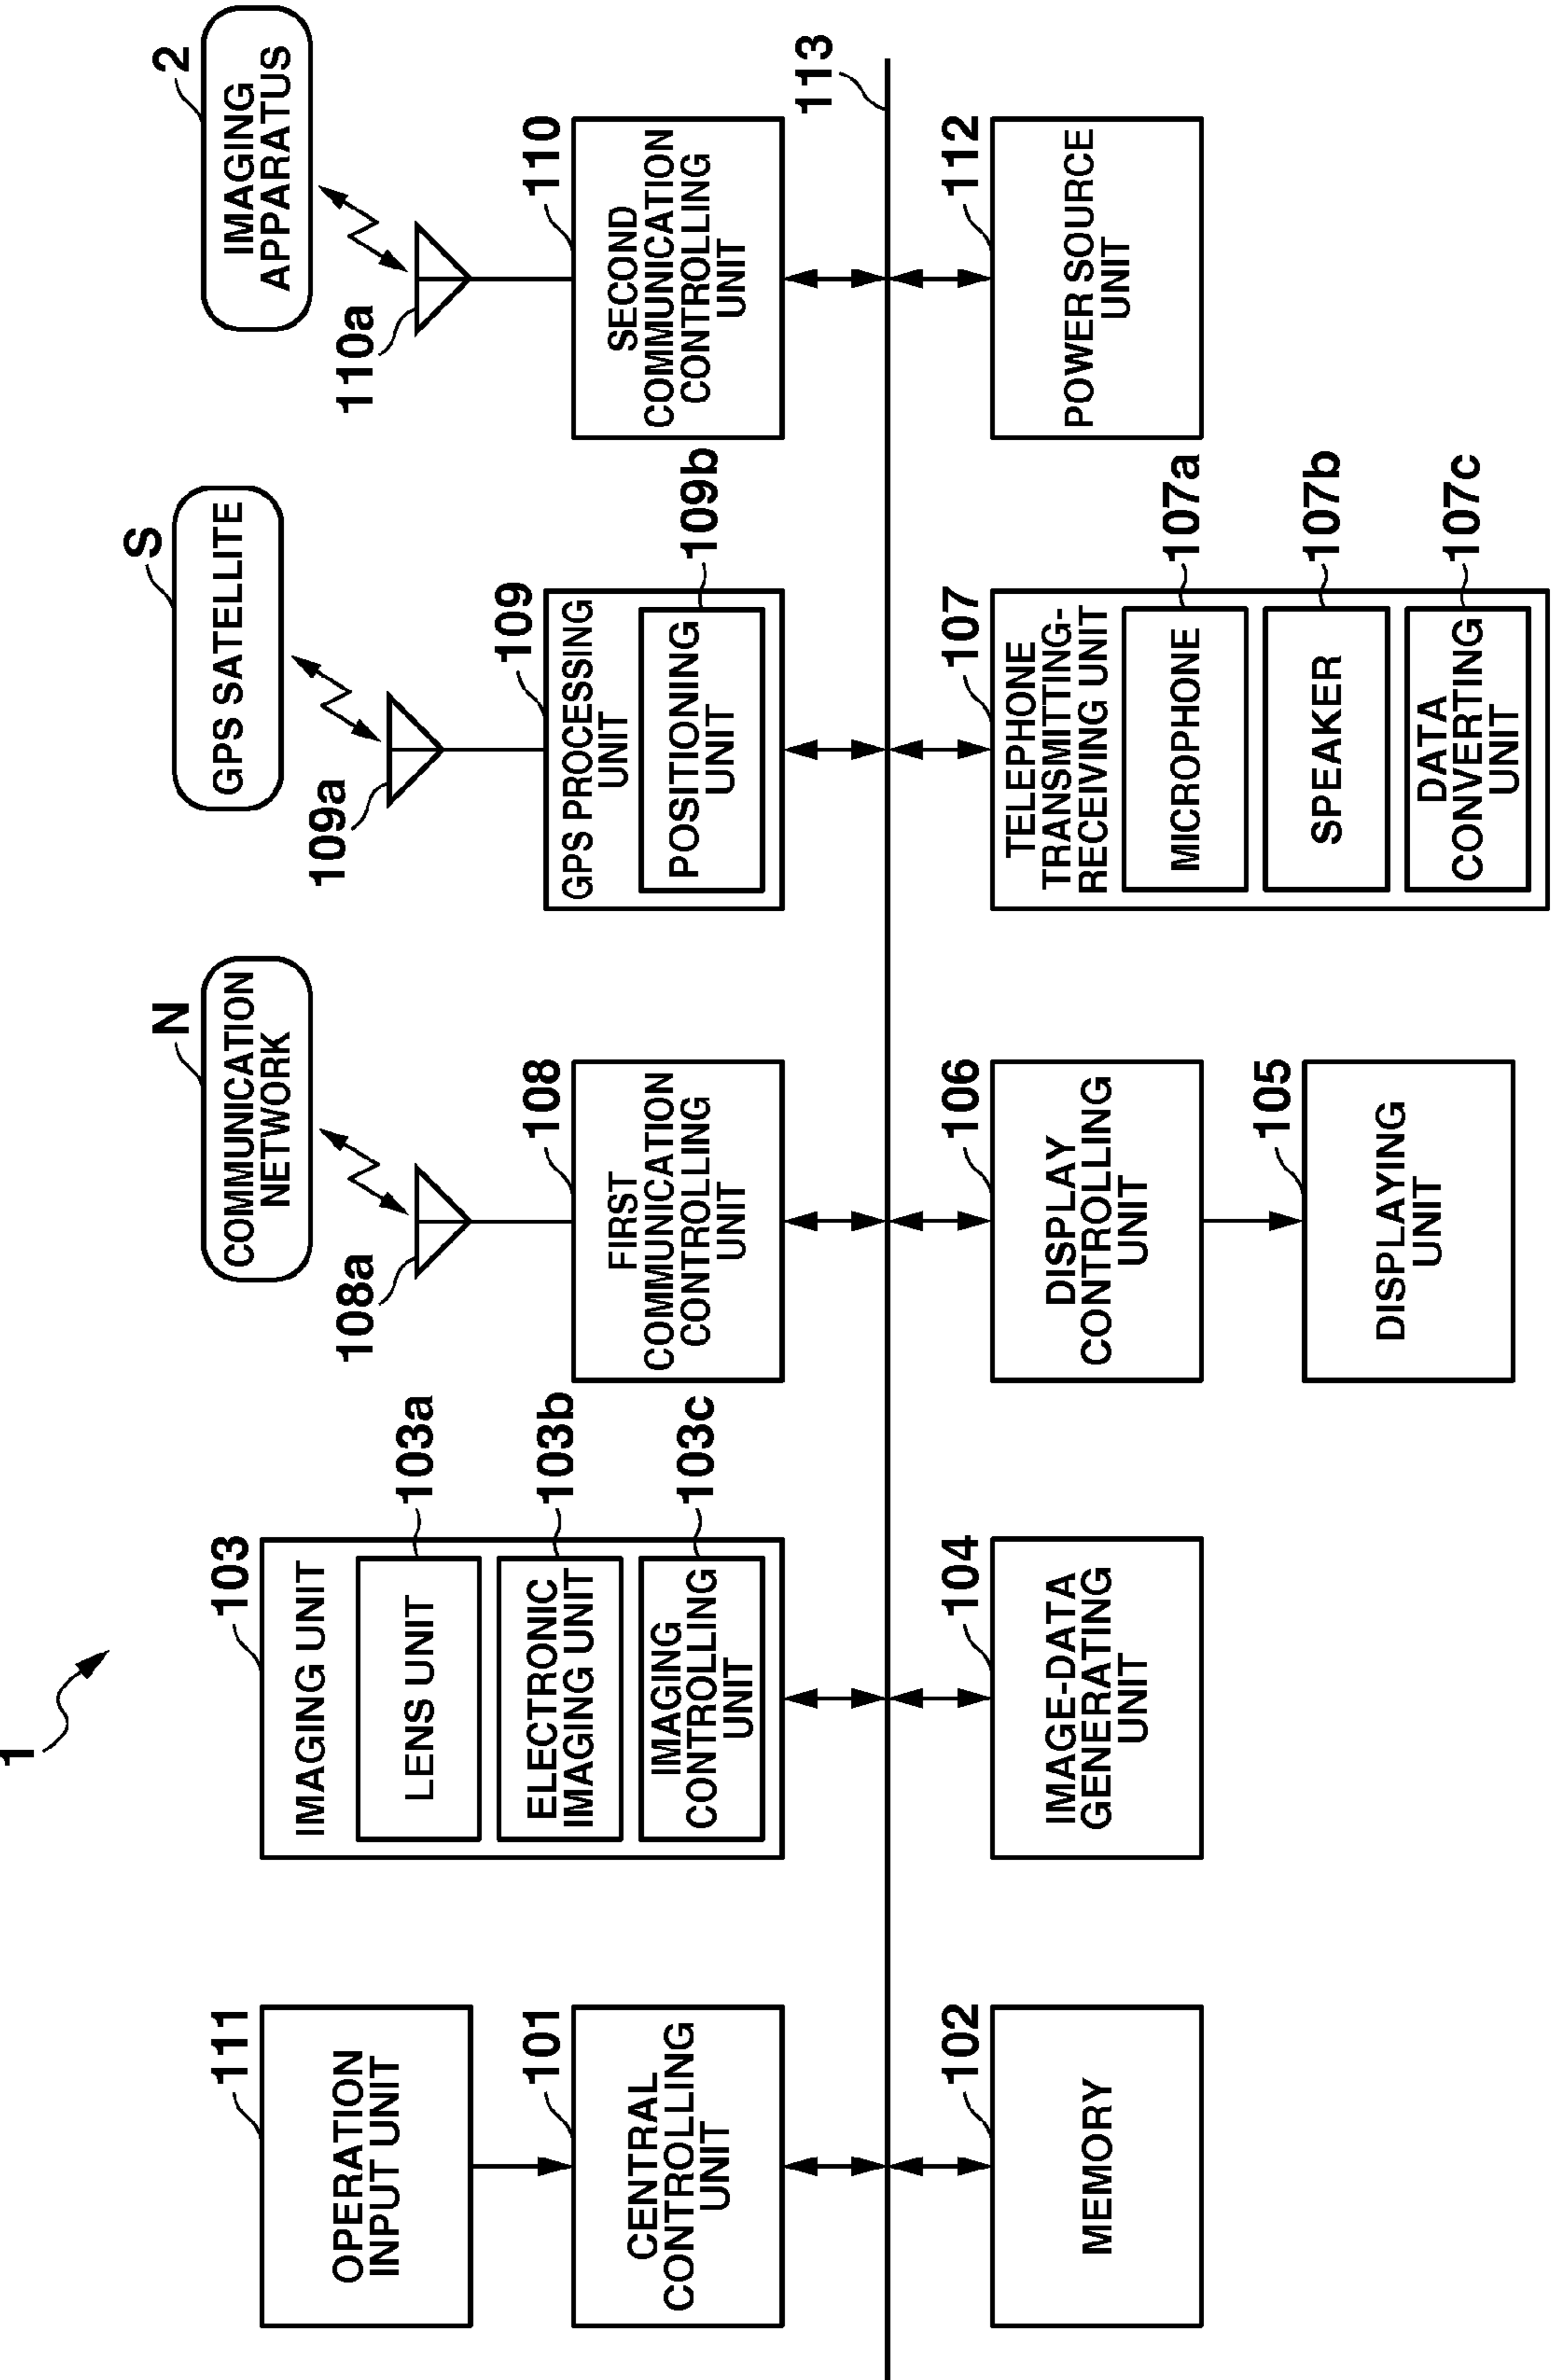 1
111
OPERATION
INPUT UNIT
101
CENTRAL
CONTROLLING
UNIT
102
MEMORY
103
IMAGING UNIT
103a
LENS UNIT
103b
ELECTRONIC
IMAGING UNIT
103c
IMAGING
CONTROLLING
UNIT
104
IMAGE-DATA
GENERATING
UNIT
N
COMMUNICATION
NETWORK
108a
108
FIRST
COMMUNICATION
CONTROLLING
UNIT
106
DISPLAY
CONTROLLING
UNIT
105
DISPLAYING
UNIT
S
GPS SATELLITE
109a
109
GPS PROCESSING
UNIT
109b
POSITIONING
UNIT
107
TELEPHONE
TRANSMITTING-
RECEIVING UNIT
107a
MICROPHONE
107b
SPEAKER
107c
DATA
CONVERTING
UNIT
2
IMAGING
APPARATUS
110a
110
SECOND
COMMUNICATION
CONTROLLING
UNIT
113
112
POWER SOURCE
UNIT